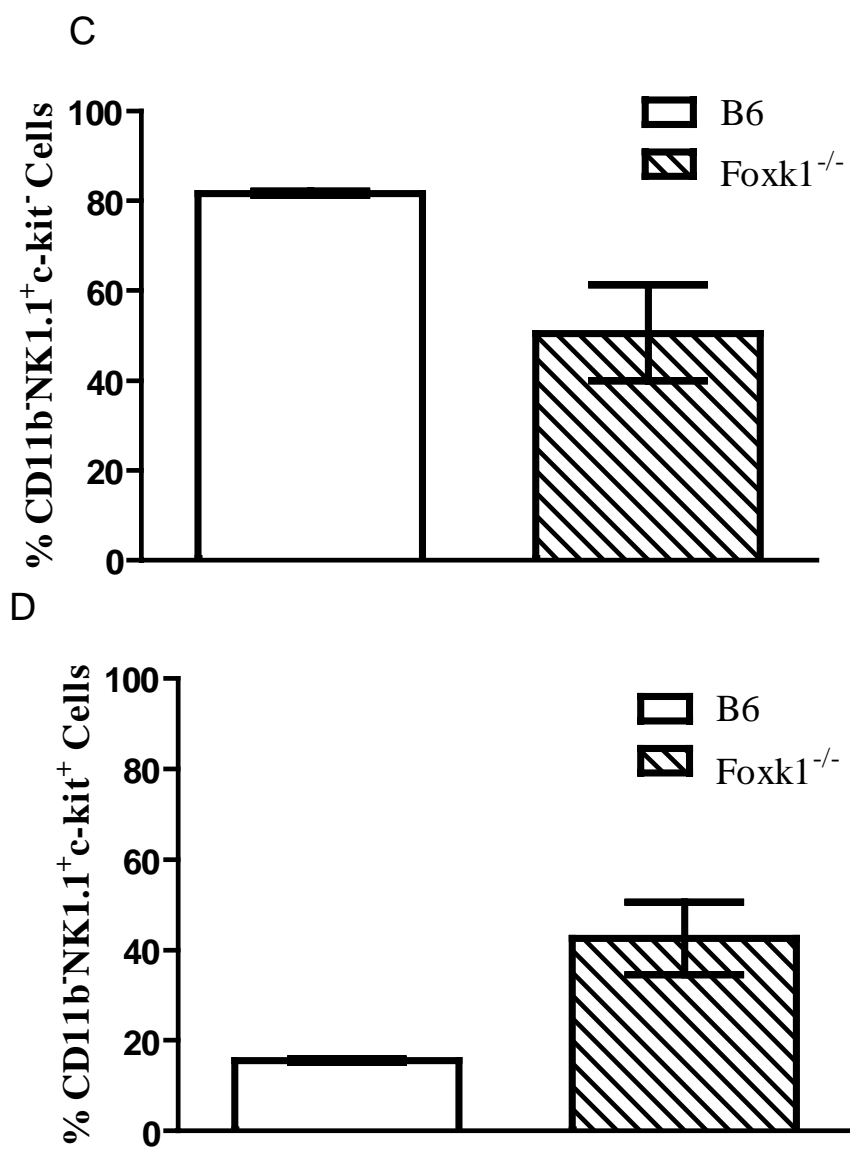 C
% CD11b⁻NK1.1⁺c-kit⁻ Cells
100
80
60
40
20
0
B6
Foxk1⁻/⁻
D
% CD11b⁻NK1.1⁺c-kit⁺ Cells
100
80
60
40
20
0
B6
Foxk1⁻/⁻